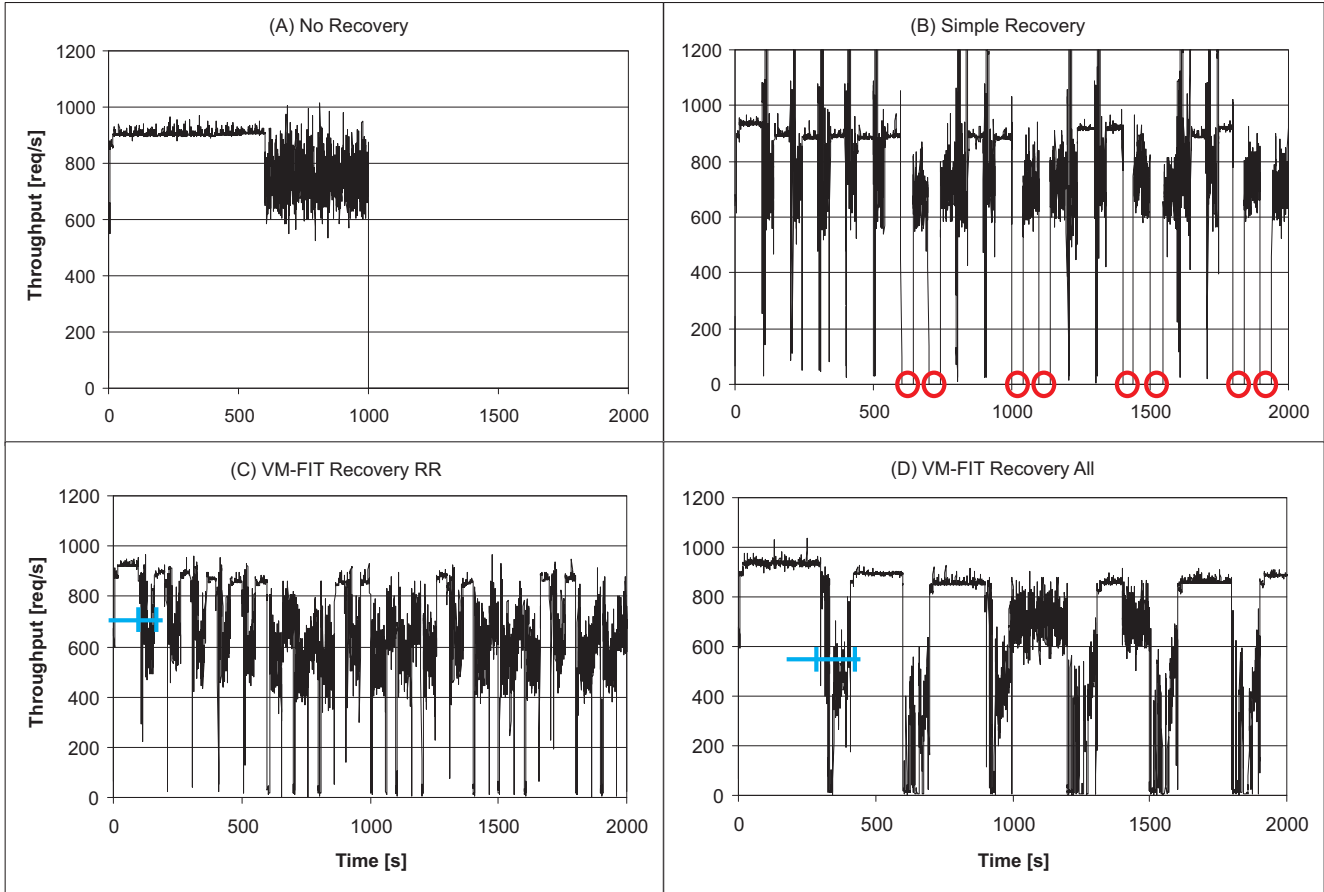 (A) No Recovery
1200
1000
800
600
400
200
0
0 500 1000 1500 2000
Throughput [req/s]
(B) Simple Recovery
1200
1000
800
600
400
200
0
0 500 1000 1500 2000
(C) VM-FIT Recovery RR
1200
1000
800
600
400
200
0
0 500 1000 1500 2000
Throughput [req/s]
Time [s]
(D) VM-FIT Recovery All
1200
1000
800
600
400
200
0
0 500 1000 1500 2000
Time [s]